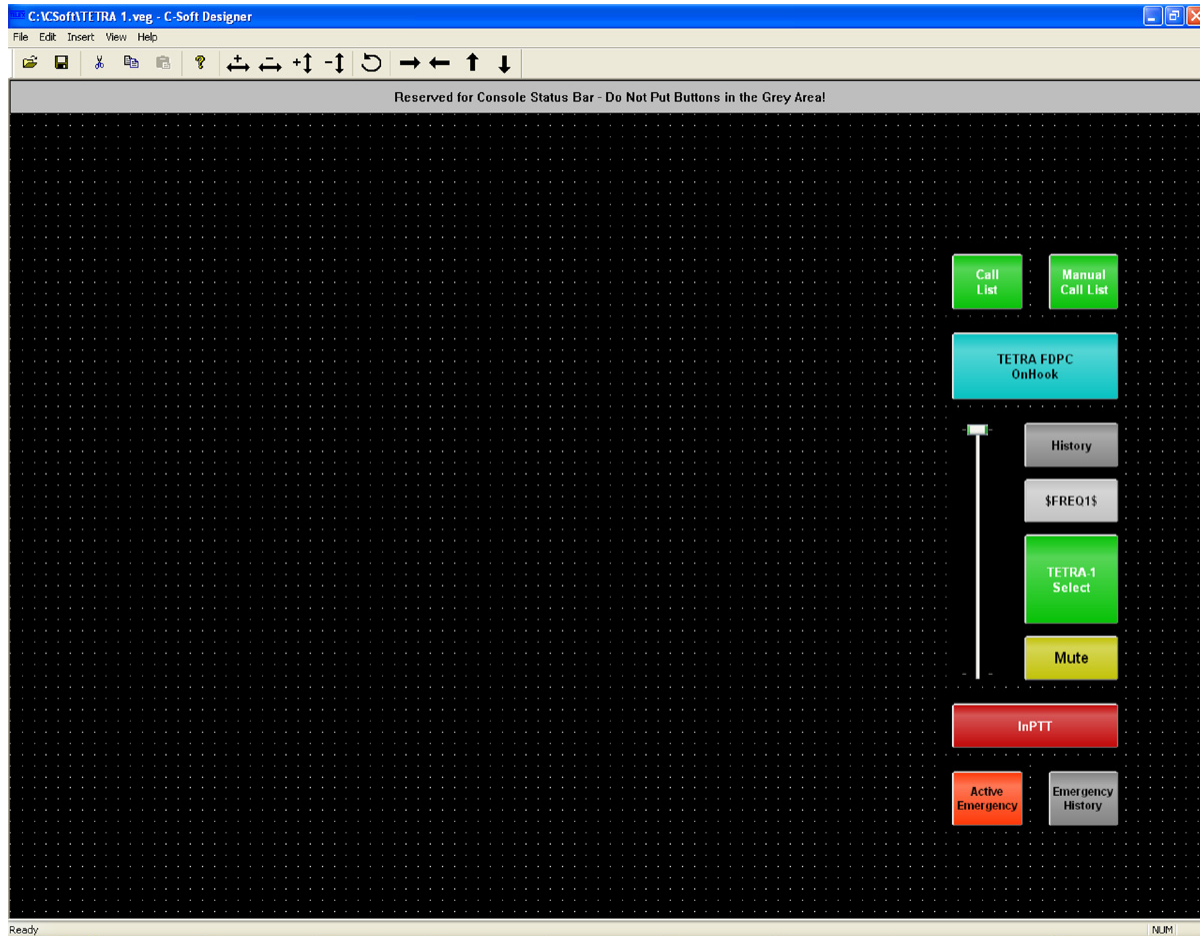 C:\CSoft\TETRA 1.veg - C-Soft Designer
File Edit Insert View Help
Reserved for Console Status Bar - Do Not Put Buttons in the Grey Area!
Call
List
Manual
Call List
TETRA FDPC
OnHook
History
$FREQ1$
TETRA-1
Select
Mute
InPTT
Active
Emergency
Emergency
History
Ready
NUM